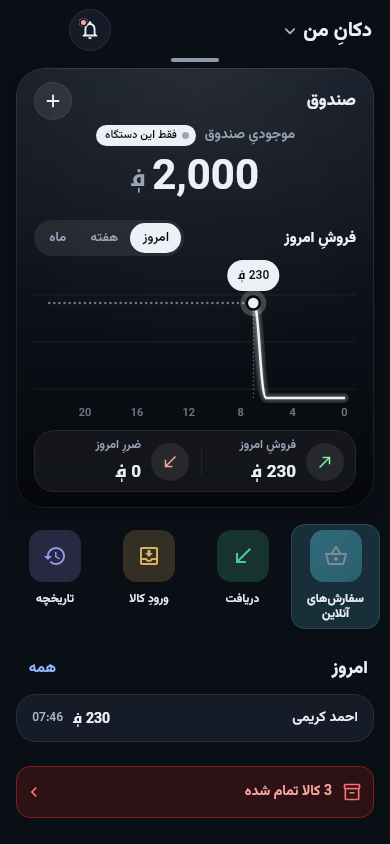 دکانِ من
صندوق
موجودیِ صندوق فقط این دستگاه
2,000 ؋
فروشِ امروز
امروز هفته ماه
230 ؋
0 4 8 12 16 20
فروشِ امروز
230 ؋
ضررِ امروز
0 ؋
سفارش‌های
آنلاین
دریافت
ورودِ کالا
تاریخچه
امروز همه
احمد کریمی 230 ؋ 07:46
3 کالا تمام شده